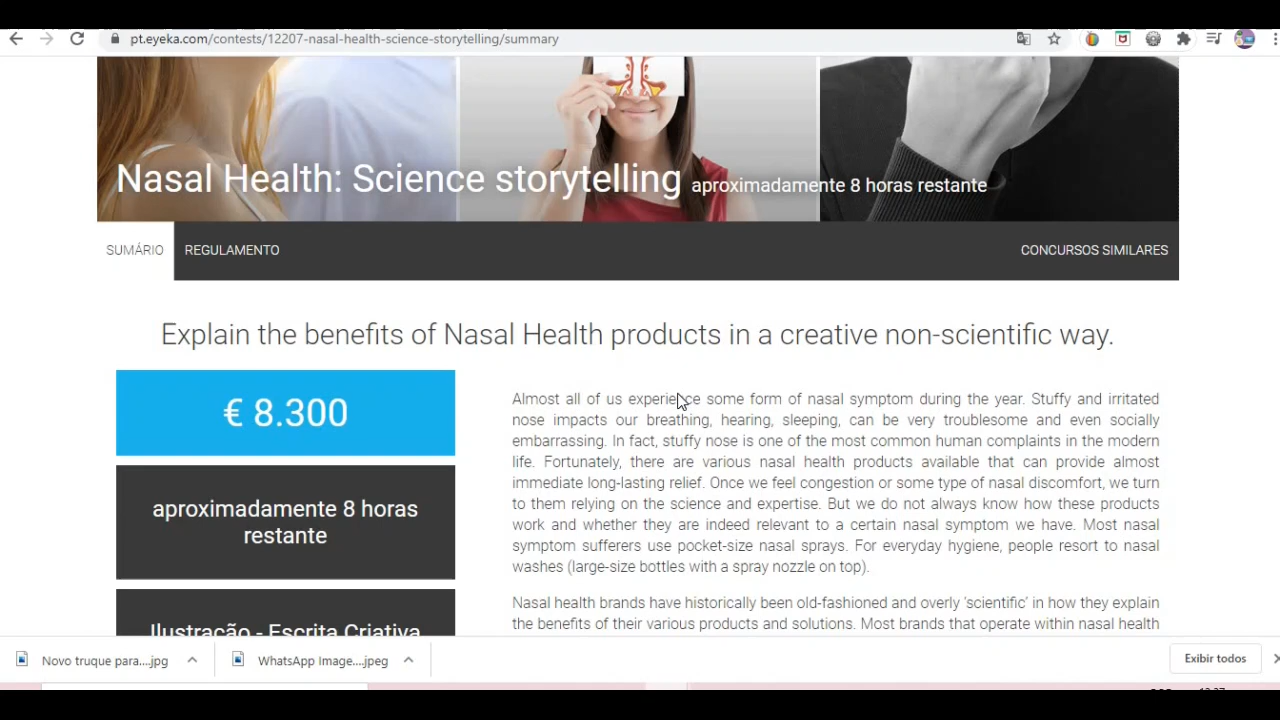 pt.eyeka.com/contests/12207-nasal-health-science-storytelling/summary
Nasal Health: Science storytelling aproximadamente 8 horas restante
SUMÁRIO REGULAMENTO CONCURSOS SIMILARES
Explain the benefits of Nasal Health products in a creative non-scientific way.
€ 8.300
aproximadamente 8 horas
restante
Ilustração - Escrita Criativa
Almost all of us experience some form of nasal symptom during the year. Stuffy and irritated
nose impacts our breathing, hearing, sleeping, can be very troublesome and even socially
embarrassing. In fact, stuffy nose is one of the most common human complaints in the modern
life. Fortunately, there are various nasal health products available that can provide almost
immediate long-lasting relief. Once we feel congestion or some type of nasal discomfort, we turn
to them relying on the science and expertise. But we do not always know how these products
work and whether they are indeed relevant to a certain nasal symptom we have. Most nasal
symptom sufferers use pocket-size nasal sprays. For everyday hygiene, people resort to nasal
washes (large-size bottles with a spray nozzle on top).
Nasal health brands have historically been old-fashioned and overly 'scientific' in how they explain
the benefits of their various products and solutions. Most brands that operate within nasal health
Novo truque para....jpg WhatsApp Image....jpeg Exibir todos